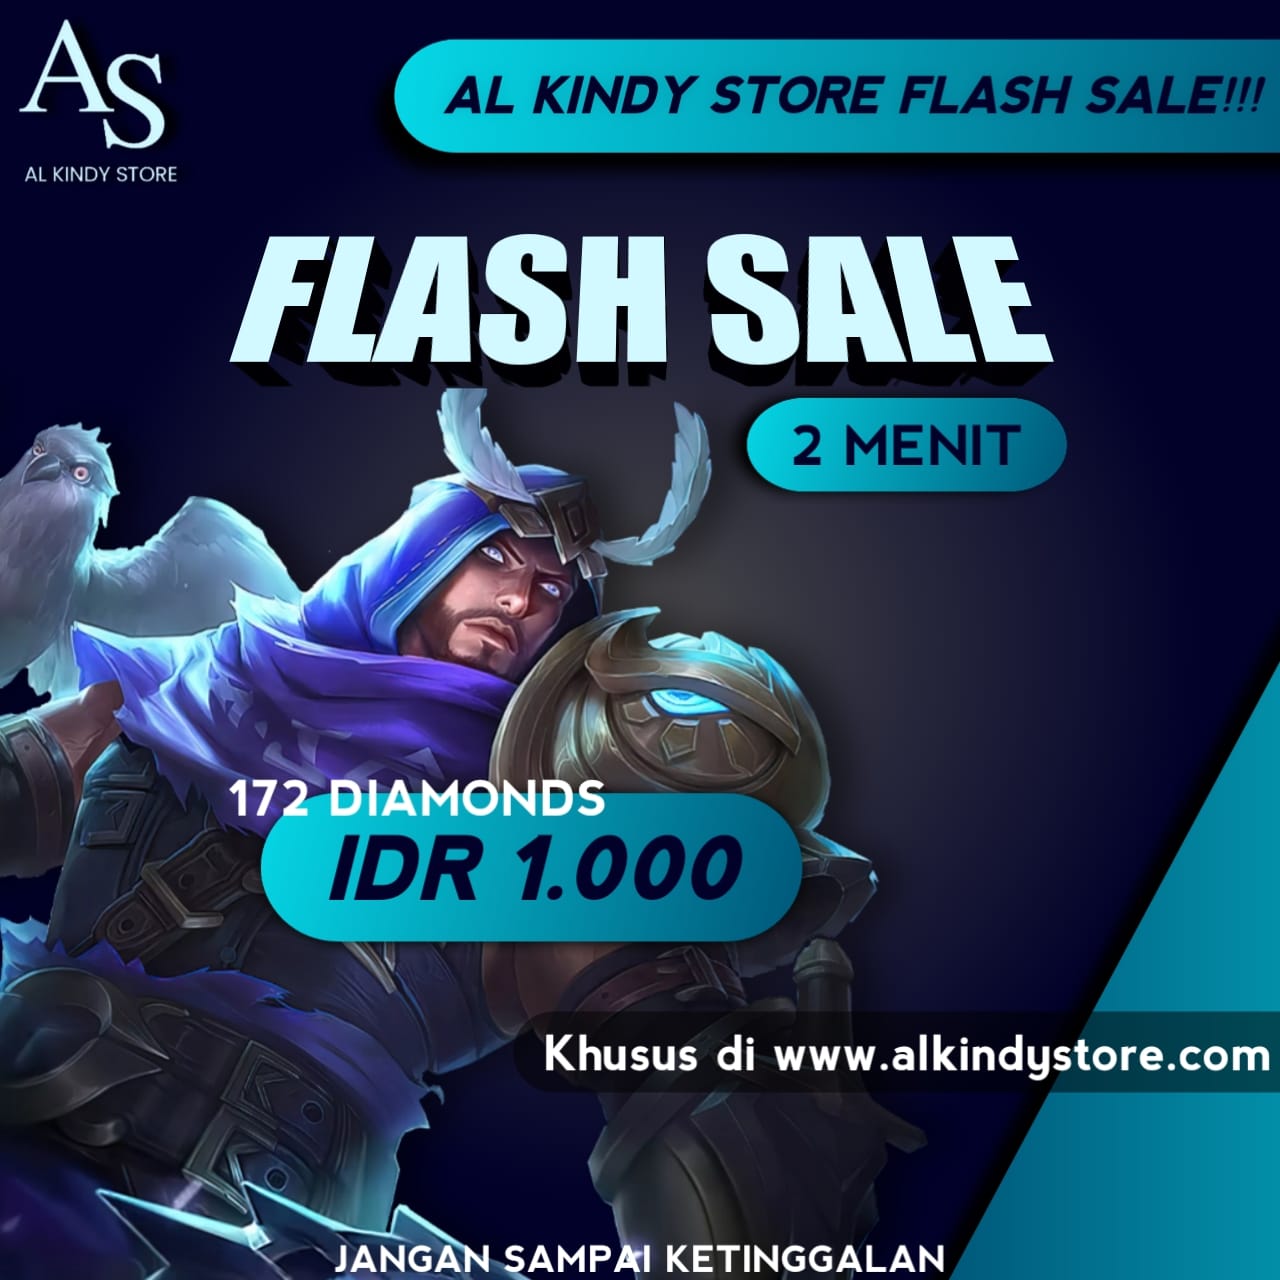 AS
AL KINDY STORE
AL KINDY STORE FLASH SALE!!!
FLASH SALE
2 MENIT
172 DIAMONDS
IDR 1.000
Khusus di www.alkindystore.com
JANGAN SAMPAI KETINGGALAN